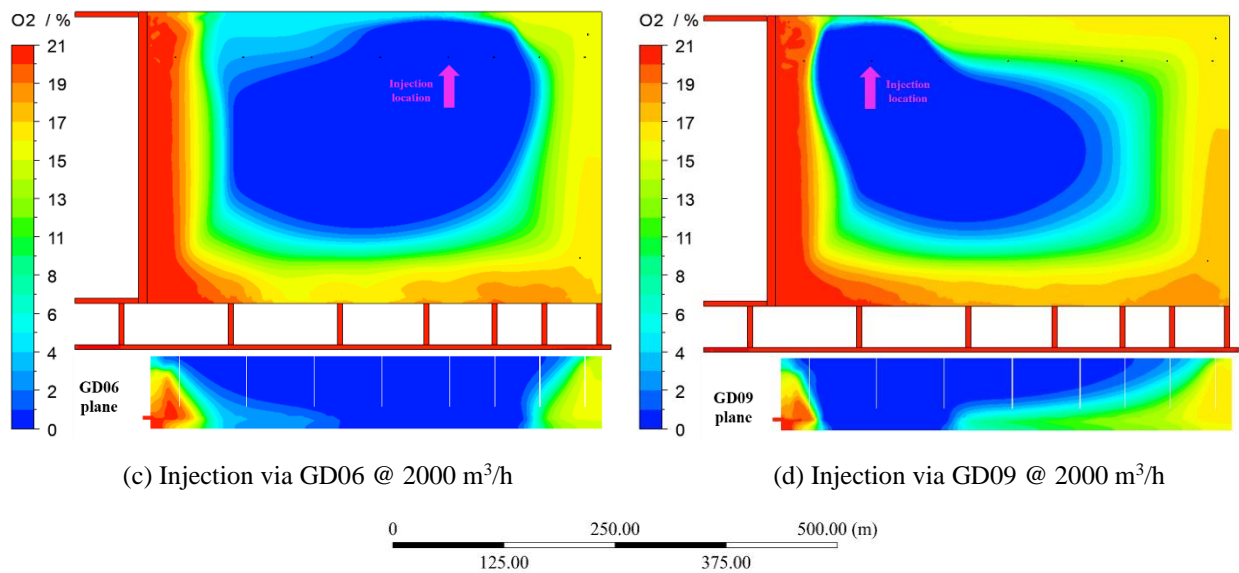 O2 / %
21
19
17
15
13
11
9
8
6
4
2
0
Injection
location
GD06
plane
(c) Injection via GD06 @ 2000 m³/h
O2 / %
21
19
17
15
13
11
9
8
6
4
2
0
Injection
location
GD09
plane
(d) Injection via GD09 @ 2000 m³/h
0 250.00 500.00 (m)
125.00 375.00